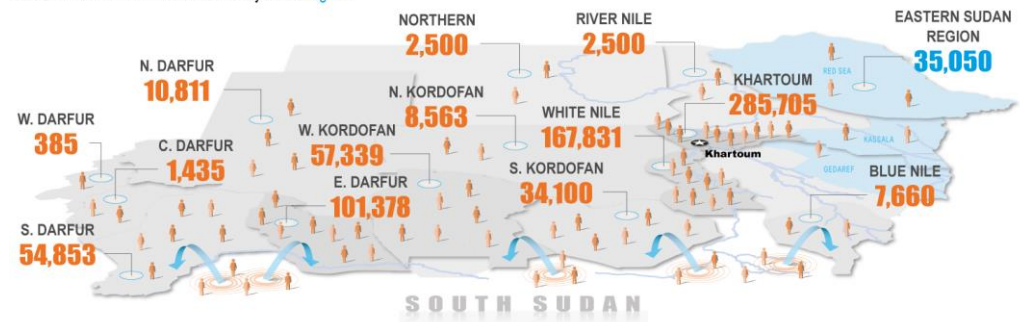 NORTHERN
2,500
RIVER NILE
2,500
EASTERN SUDAN
REGION
35,050
N. DARFUR
10,811
RED SEA
KHARTOUM
285,705
N. KORDOFAN
8,563
WHITE NILE
167,831
W. DARFUR
385
C. DARFUR
1,435
W. KORDOFAN
57,339
Khartoum
KASSALA
S. KORDOFAN
34,100
GEDAREF
BLUE NILE
7,660
E. DARFUR
101,378
S. DARFUR
54,853
SOUTH SUDAN